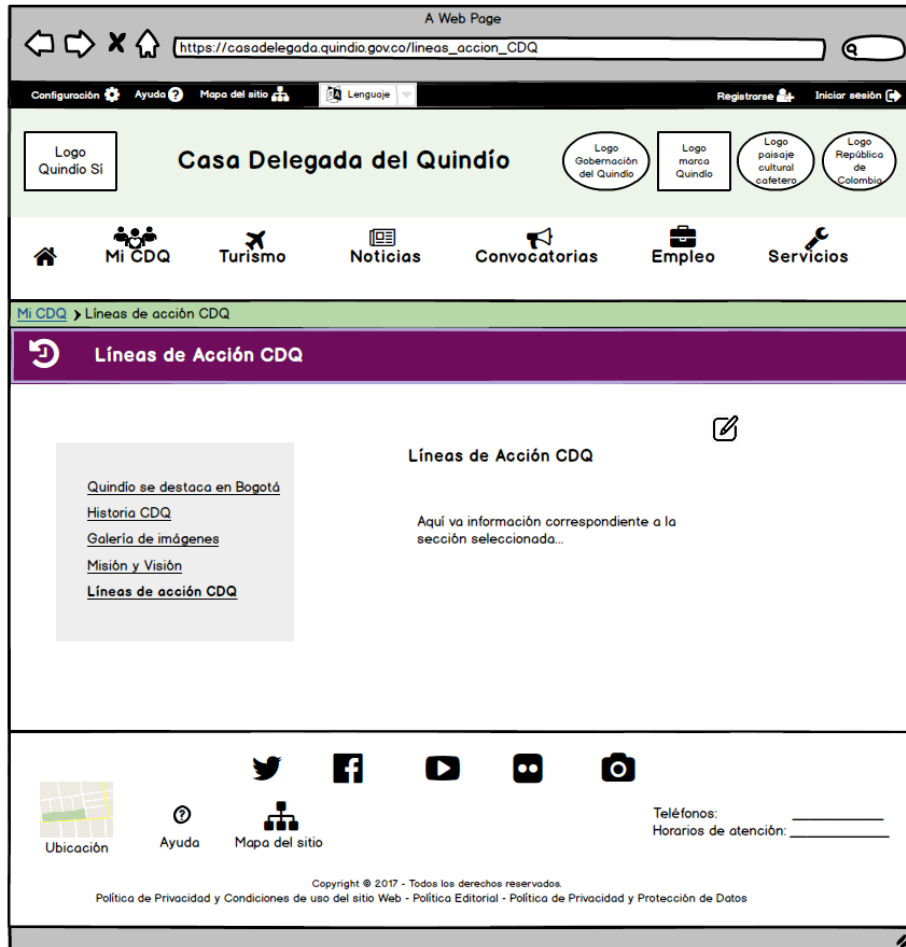 A Web Page
https://casadelegada.quindio.gov.co/lineas_accion_CDQ
Configuración Ayuda Mapa del sitio Lenguaje Registrarse Iniciar sesión
Logo
Quindío Sí
Casa Delegada del Quindío
Logo
Gobernación
del Quindío
Logo
marca
Quindío
Logo
paisaje
cultural
cafetero
Logo
República
de
Colombia
Mi CDQ Turismo Noticias Convocatorias Empleo Servicios
Mi CDQ Líneas de acción CDQ
Líneas de Acción CDQ
Quindío se destaca en Bogotá
Historia CDQ
Galería de imágenes
Misión y Visión
Líneas de acción CDQ
Líneas de Acción CDQ
Aquí va información correspondiente a la
sección seleccionada...
Ubicación
Ayuda
Mapa del sitio
Teléfonos: __________
Horarios de atención: __________
Copyright © 2017 - Todos los derechos reservados.
Política de Privacidad y Condiciones de uso del sitio Web - Política Editorial - Política de Privacidad y Protección de Datos